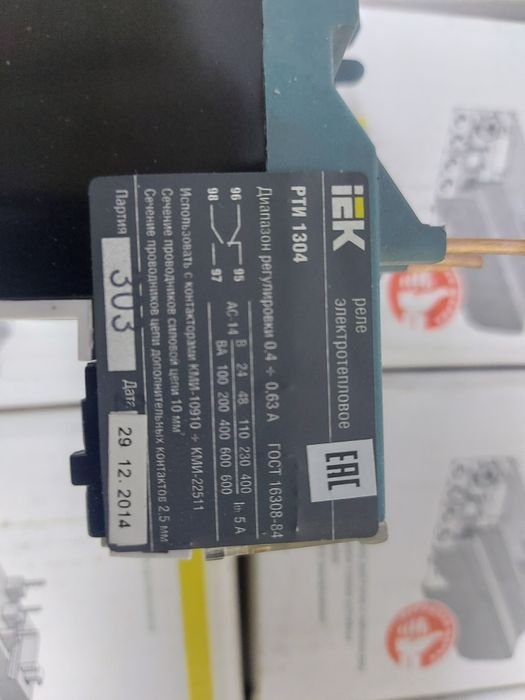 IEK
реле
электротепловое
EAC
РТИ 1304
Диапазон регулировки 0,4 ÷ 0,63 А ГОСТ 16308-84
96 95
98 97
AC-14 В 24 48 110 230 400 Ith 5 А
ВА 100 200 400 600 600
Использовать с контакторами КМИ-10910 ÷ КМИ-22511
Сечение проводников силовой цепи 10 мм
Сечение проводников цепи дополнительных контактов 2,5 мм
Партия 303 Дата 29. 12. 2014